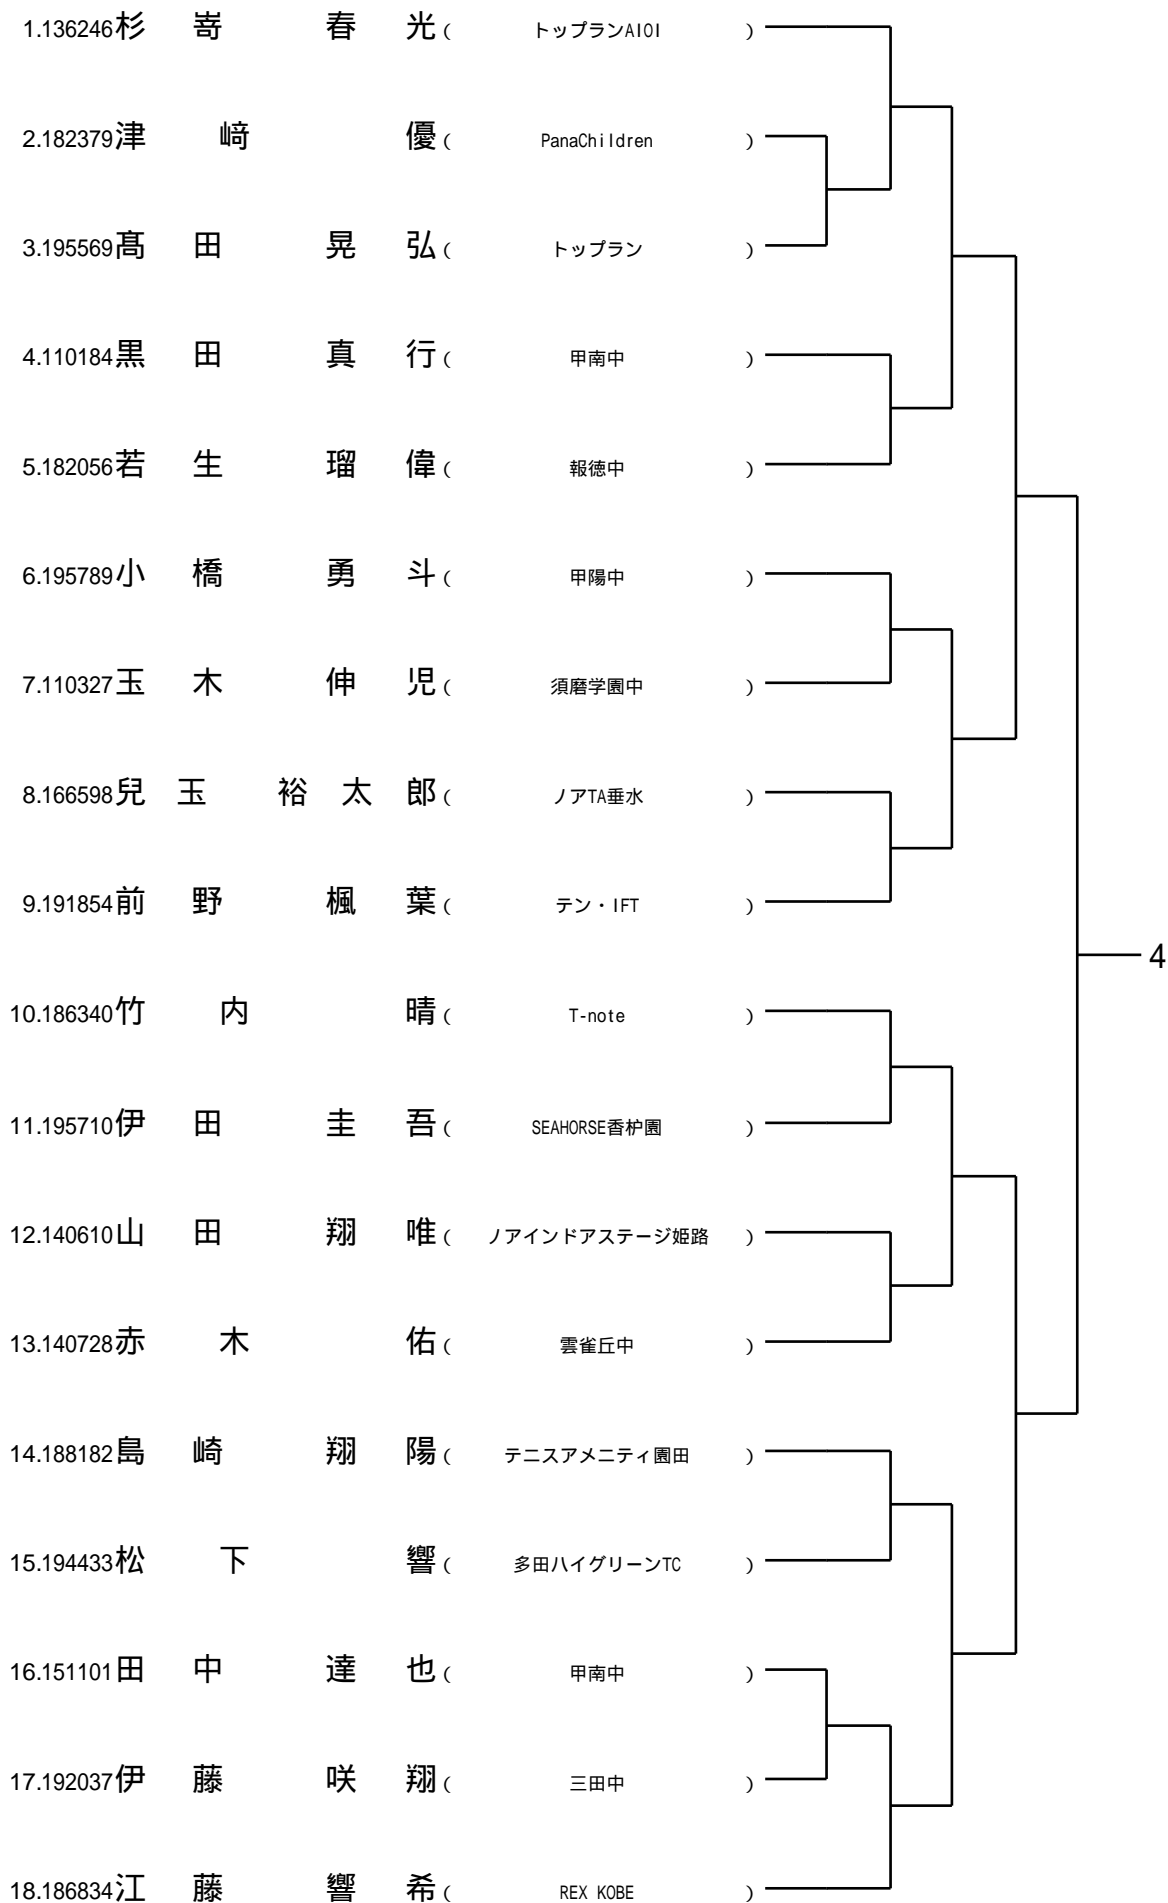 1.136246杉嵜 春光(トップランAIOI)
2.182379津﨑 優(PanaChildren)
3.195569髙田 晃弘(トップラン)
4.110184黒田 真行(甲南中)
5.182056若生 瑠偉(報徳中)
6.195789小橋 勇斗(甲陽中)
7.110327玉木 伸児(須磨学園中)
8.166598兒玉 裕太郎(ノアTA垂水)
9.191854前野 楓葉(テン・IFT)
4
10.186340竹内 晴(T-note)
11.195710伊田 圭吾(SEAHORSE香枦園)
12.140610山田 翔唯(ノアインドアステージ姫路)
13.140728赤木 佑(雲雀丘中)
14.188182島崎 翔陽(テニスアメニティ園田)
15.194433松下 響(多田ハイグリーンTC)
16.151101田中 達也(甲南中)
17.192037伊藤 咲翔(三田中)
18.186834江藤 響希(REX KOBE)